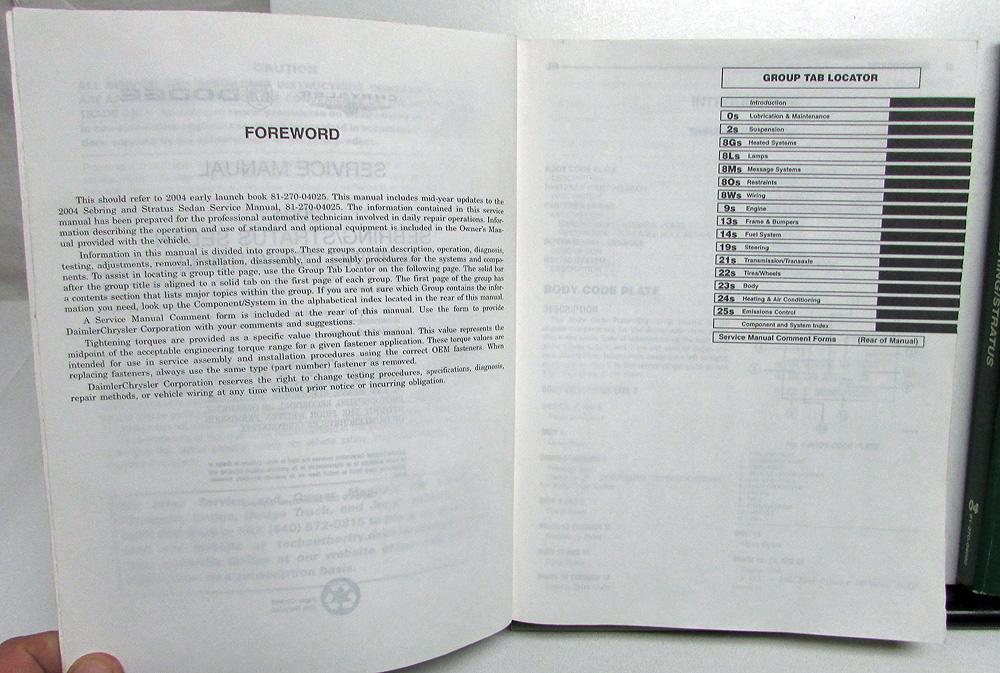 FOREWORD
This should refer to 2004 early launch book 81-270-04025. This manual includes mid-year updates to the
2004 Sebring and Stratus Sedan Service Manual, 81-270-04025. The information contained in this service
manual has been prepared for the professional automotive technician involved in daily repair operations. Infor-
mation describing the operation and use of standard and optional equipment is included in the Owner's Man-
ual provided with the vehicle.
Information in this manual is divided into groups. These groups contain description, operation, diagnosis,
testing, adjustments, removal, installation, disassembly, and assembly procedures for the systems and compo-
nents. To assist in locating a group title page, use the Group Tab Locator on the following page. The solid bar
after the group title is aligned to a solid tab on the first page of each group. The first page of the group has
a contents section that lists major topics within the group. If you are not sure which Group contains the infor-
mation you need, look up the Component/System in the alphabetical index located in the rear of this manual.
A Service Manual Comment form is included at the rear of this manual. Use the form to provide
DaimlerChrysler Corporation with your comments and suggestions.
Tightening torques are provided as a specific value throughout this manual. This value represents the
midpoint of the acceptable engineering torque range for a given fastener application. These torque values are
intended for use in service assembly and installation procedures using the correct OEM fasteners. When
replacing fasteners, always use the same type (part number) fastener as removed.
DaimlerChrysler Corporation reserves the right to change testing procedures, specifications, diagnosis,
repair methods, or vehicle wiring at any time without prior notice or incurring obligation.
GROUP TAB LOCATOR
Introduction
0s Lubrication & Maintenance
2s Suspension
8Gs Heated Systems
8Ls Lamps
8Ms Message Systems
8Os Restraints
8Ws Wiring
9s Engine
13s Frame & Bumpers
14s Fuel System
19s Steering
21s Transmission/Transaxle
22s Tires/Wheels
23s Body
24s Heating & Air Conditioning
25s Emissions Control
Component and System Index
Service Manual Comment Forms (Rear of Manual)
BODY CODE PLATE
DESCRIPTION
/STRATUS